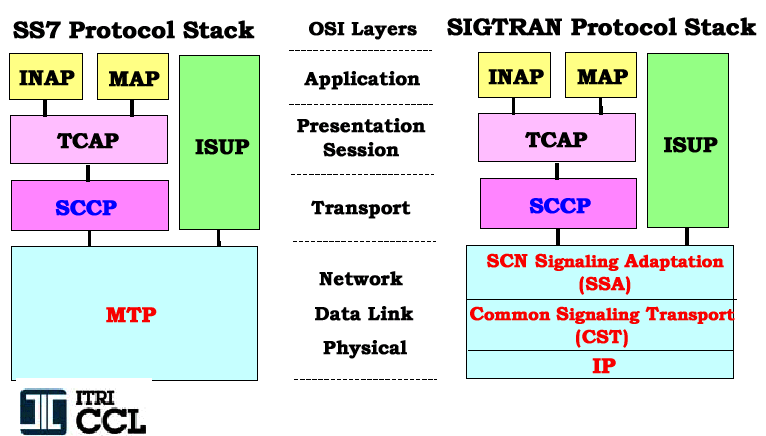 SS7 Protocol Stack
INAP
MAP
ISUP
TCAP
SCCP
MTP
OSI Layers
Application
Presentation
Session
Transport
Network
Data Link
Physical
SIGTRAN Protocol Stack
INAP
MAP
ISUP
TCAP
SCCP
SCN Signaling Adaptation
(SSA)
Common Signaling Transport
(CST)
IP
ITRI
CCL